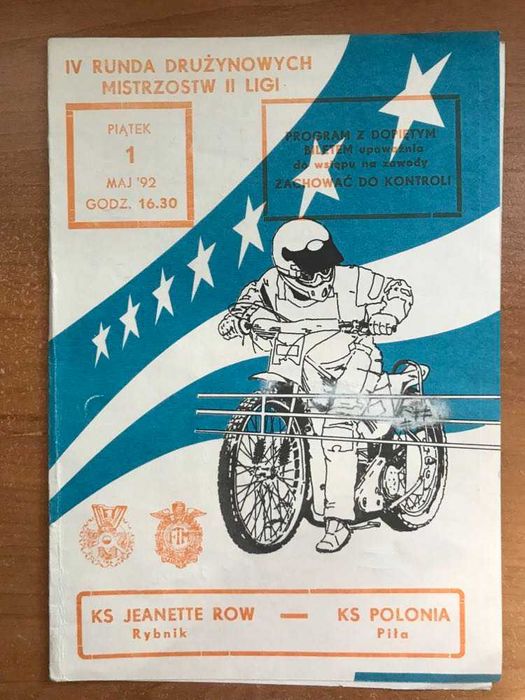 IV RUNDA DRUŻYNOWYCH
MISTRZOSTW II LIGI
PIĄTEK
1
MAJ '92
GODZ. 16.30
PROGRAM Z DOPIĘTYM
BILETEM upoważnia
do wstępu na zawody
ZACHOWAĆ DO KONTROLI
KS JEANETTE ROW — KS POLONIA
Rybnik Piła